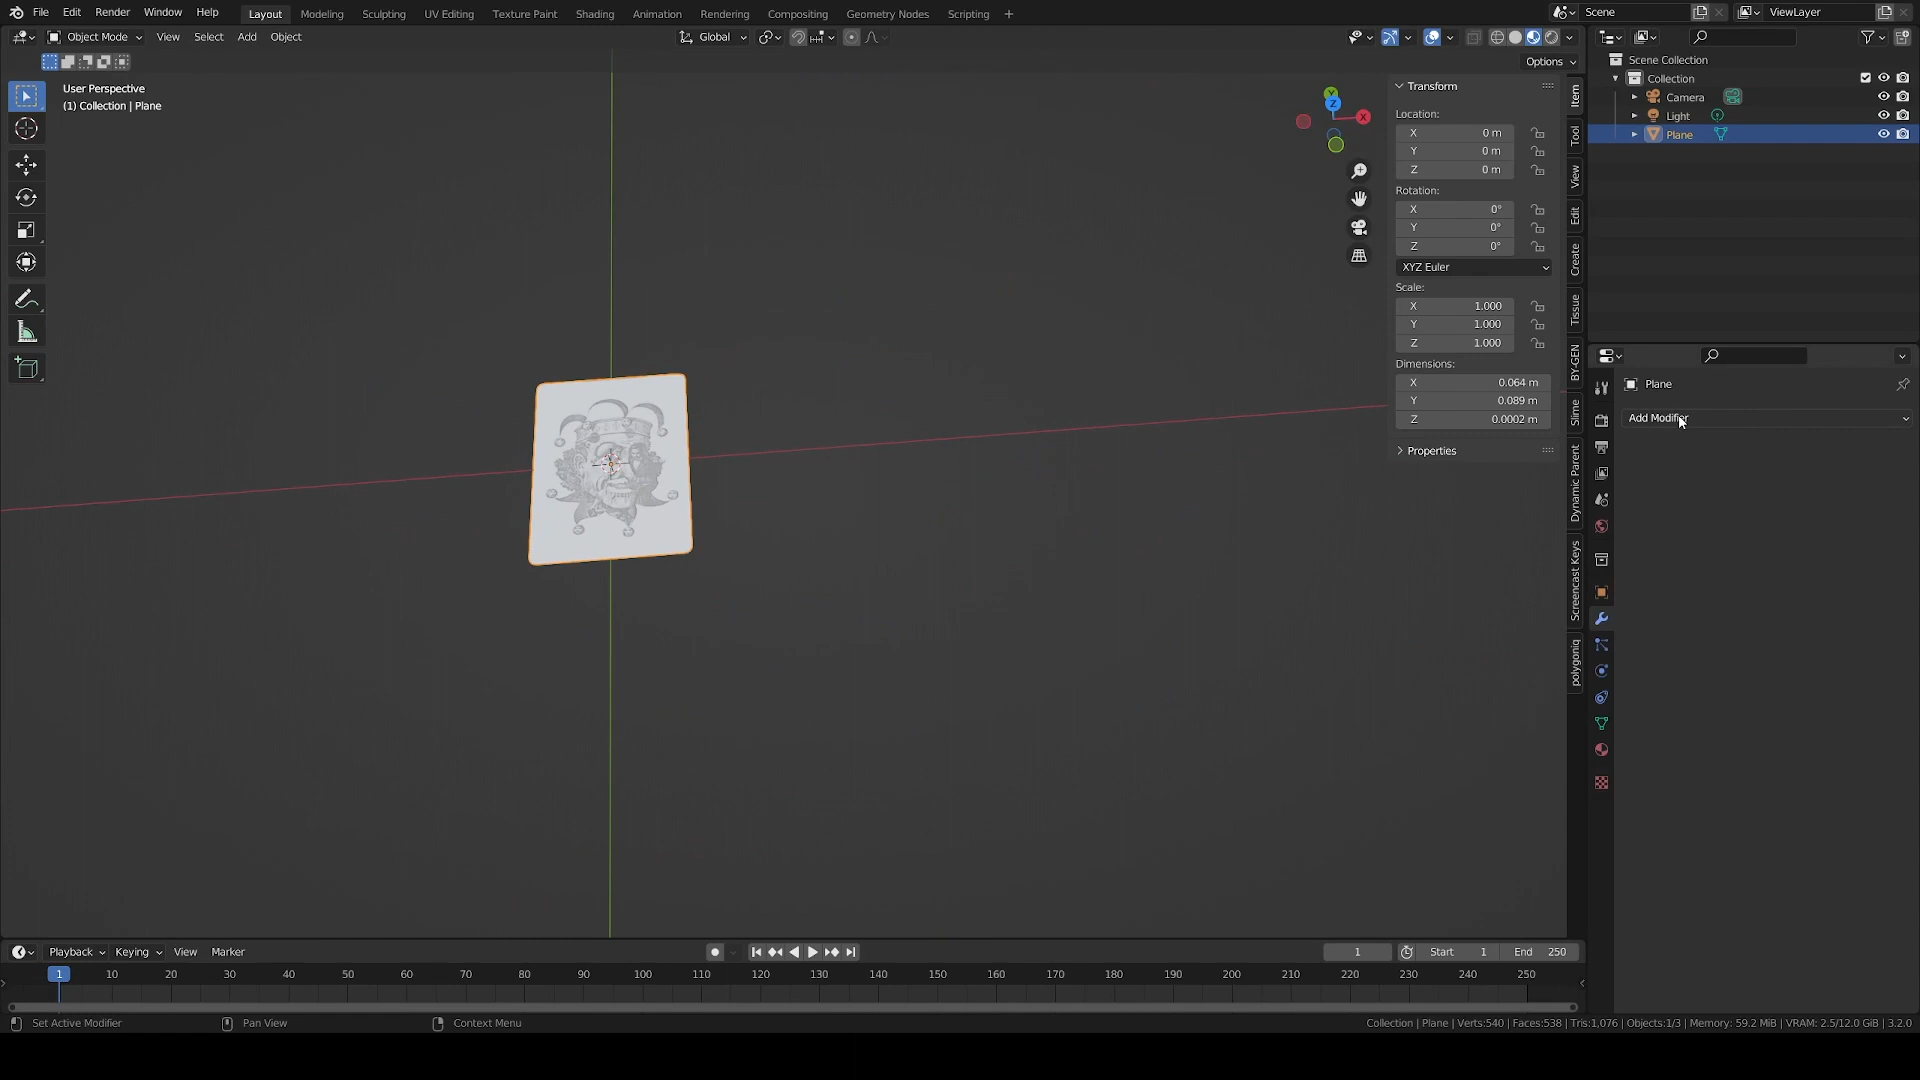 File Edit Render Window Help Layout Modeling Sculpting UV Editing Texture Paint Shading Animation Rendering Compositing Geometry Nodes Scripting + Scene ViewLayer
Object Mode View Select Add Object Global
Options
User Perspective
(1) Collection | Plane
Transform
Location:
X 0 m
Y 0 m
Z 0 m
Rotation:
X 0°
Y 0°
Z 0°
XYZ Euler
Scale:
X 1.000
Y 1.000
Z 1.000
Dimensions:
X 0.064 m
Y 0.089 m
Z 0.0002 m
Properties
Item
Tool
View
Edit
Create
Tissue
BY-GEN
Slime
Dynamic Parent
Screencast Keys
polygoniq
Y
Z
X
Scene Collection
Collection
Camera
Light
Plane
Plane
Add Modifier
Playback Keying View Marker 1 Start 1 End 250
1 10 20 30 40 50 60 70 80 90 100 110 120 130 140 150 160 170 180 190 200 210 220 230 240 250
Set Active Modifier Pan View Context Menu Collection | Plane | Verts:540 | Faces:538 | Tris:1,076 | Objects:1/3 | Memory: 59.2 MiB | VRAM: 2.5/12.0 GiB | 3.2.0